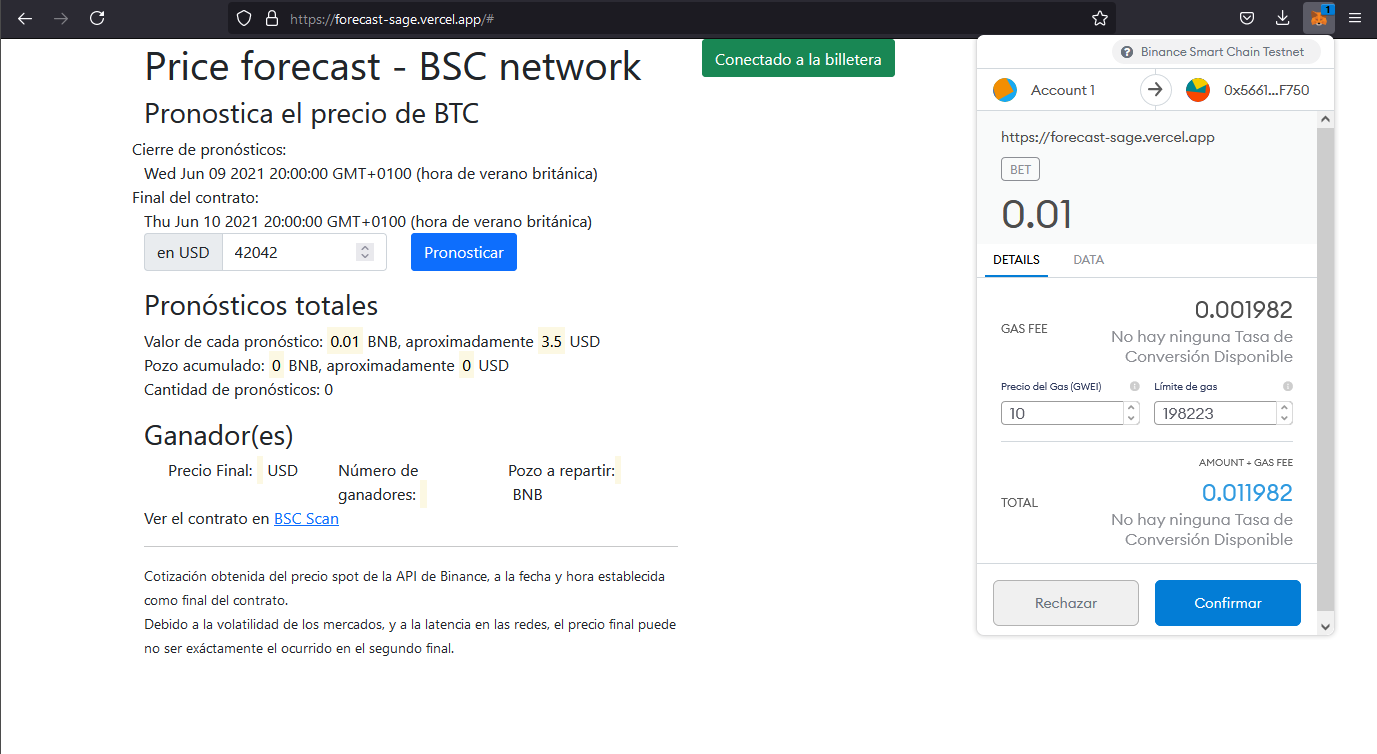 https://forecast-sage.vercel.app/#
1
Price forecast - BSC network
Conectado a la billetera
Pronostica el precio de BTC
Cierre de pronósticos:
Wed Jun 09 2021 20:00:00 GMT+0100 (hora de verano británica)
Final del contrato:
Thu Jun 10 2021 20:00:00 GMT+0100 (hora de verano británica)
en USD 42042 Pronosticar
Pronósticos totales
Valor de cada pronóstico: 0.01 BNB, aproximadamente 3.5 USD
Pozo acumulado: 0 BNB, aproximadamente 0 USD
Cantidad de pronósticos: 0
Ganador(es)
Precio Final: USD
Número de
ganadores:
Pozo a repartir:
BNB
Ver el contrato en BSC Scan
Cotización obtenida del precio spot de la API de Binance, a la fecha y hora establecida
como final del contrato.
Debido a la volatilidad de los mercados, y a la latencia en las redes, el precio final puede
no ser exáctamente el ocurrido en el segundo final.
? Binance Smart Chain Testnet
Account 1 0x5661...F750
https://forecast-sage.vercel.app
BET
0.01
DETAILS DATA
GAS FEE
0.001982
No hay ninguna Tasa de
Conversión Disponible
Precio del Gas (GWEI) Límite de gas
10 198223
AMOUNT + GAS FEE
TOTAL
0.011982
No hay ninguna Tasa de
Conversión Disponible
Rechazar Confirmar